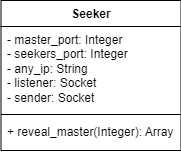 Seeker
- master_port: Integer
- seekers_port: Integer
- any_ip: String
- listener: Socket
- sender: Socket
+ reveal_master(Integer): Array